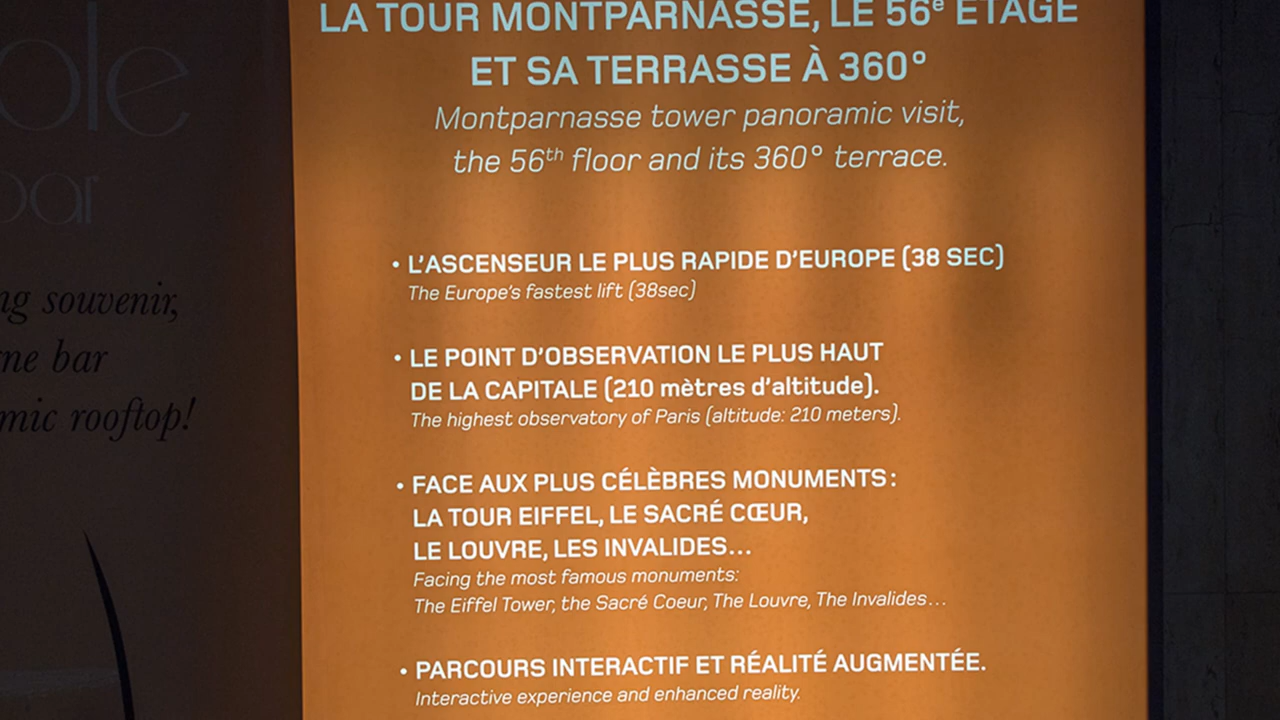 LA TOUR MONTPARNASSE, LE 56e ÉTAGE
ET SA TERRASSE À 360°
Montparnasse tower panoramic visit,
the 56th floor and its 360° terrace.
• L'ASCENSEUR LE PLUS RAPIDE D'EUROPE (38 SEC)
The Europe's fastest lift (38sec)
• LE POINT D'OBSERVATION LE PLUS HAUT
DE LA CAPITALE (210 mètres d'altitude).
The highest observatory of Paris (altitude: 210 meters).
• FACE AUX PLUS CÉLÈBRES MONUMENTS :
LA TOUR EIFFEL, LE SACRÉ CŒUR,
LE LOUVRE, LES INVALIDES...
Facing the most famous monuments:
The Eiffel Tower, the Sacré Coeur, The Louvre, The Invalides...
• PARCOURS INTERACTIF ET RÉALITÉ AUGMENTÉE.
Interactive experience and enhanced reality.
ole
bar
ng souvenir,
rne bar
mic rooftop!